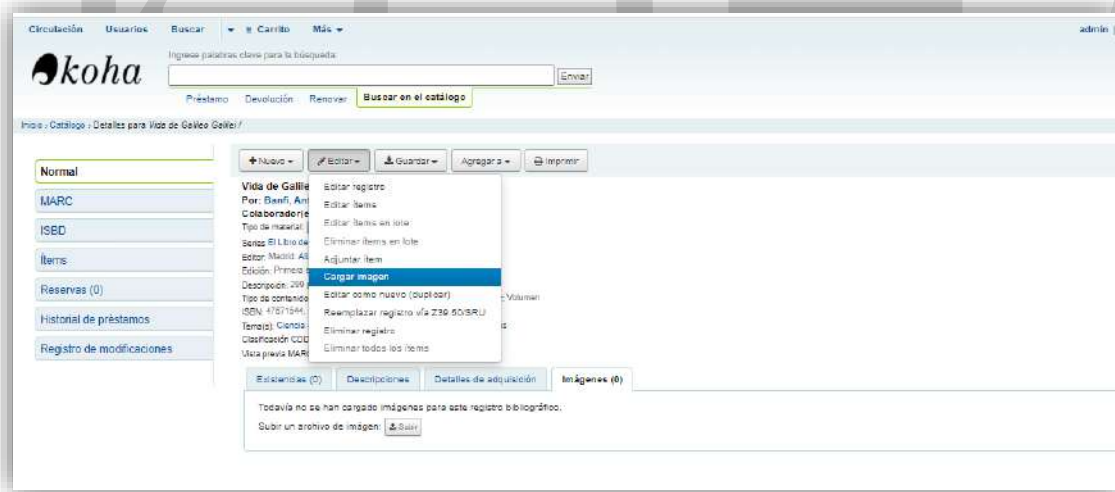 Circulación Usuarios Buscar Carrito Más admin
koha
Ingrese palabras clave para la búsqueda:
Enviar
Préstamo Devolución Renovar Buscar en el catálogo
Inicio › Catálogo › Detalles para Vida de Galileo Galilei /
Normal
MARC
ISBD
Ítems
Reservas (0)
Historial de préstamos
Registro de modificaciones
Nuevo Editar Guardar Agregar a Imprimir
Vida de Galile
Por: Banfi, An
Colaborador(e
Tipo de material:
Series El Libro de
Editor: Madrid: Al
Edición: Primera
Descripción: 299
Tipo de contenido : Volumen
ISBN: 47671644,
Tema(s): Ciencia
Clasificación CDD
Vista previa MAR
Editar registro
Editar ítems
Editar ítems en lote
Eliminar ítems en lote
Adjuntar ítem
Cargar imagen
Editar como nuevo (duplicar)
Reemplazar registro vía Z39.50/SRU
Eliminar registro
Eliminar todos los ítems
Existencias (0) Descripciones Detalles de adquisición Imágenes (0)
Todavía no se han cargado imágenes para este registro bibliográfico.
Subir un archivo de imágen: Subir